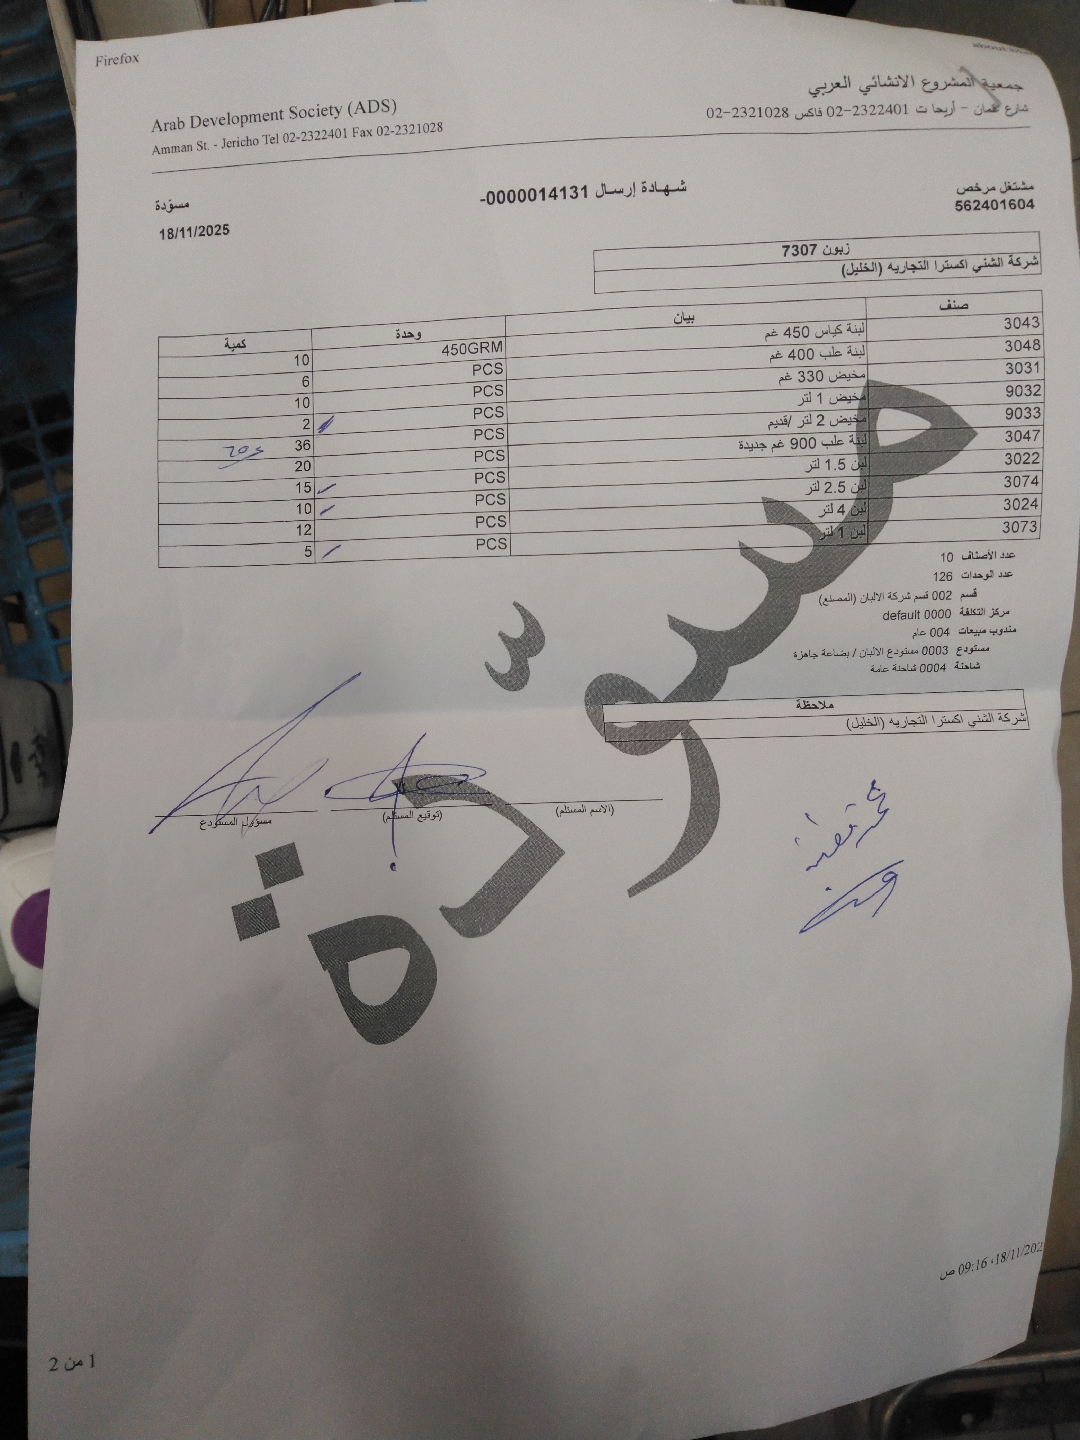 Firefox
جمعية المشروع الانشائي العربي
Arab Development Society (ADS)
شارع عمان - أريحا ت 02-2322401 فاكس 02-2321028
Amman St. - Jericho Tel 02-2322401 Fax 02-2321028
مشتغل مرخص
562401604
شهادة إرسال 0000014131-
مسوّدة
18/11/2025
زبون 7307
شركة الشني اكسترا التجاريه (الخليل)
صنف بيان وحدة كمية
3043 لبنة كياس 450 غم 450GRM 10
3048 لبنة علب 400 غم PCS 6
3031 مخيض 330 غم PCS 10
9032 مخيض 1 لتر PCS 2
9033 مخيض 2 لتر /قديم PCS 36
3047 لبنة علب 900 غم جديدة PCS 20
3022 لبن 1.5 لتر PCS 15
3074 لبن 2.5 لتر PCS 10
3024 لبن 4 لتر PCS 12
3073 لبن 1 لتر PCS 5
عدد الأصناف 10
عدد الوحدات 126
قسم 002 قسم شركة الالبان (المصنع)
مركز التكلفة 0000 default
مندوب مبيعات 004 عام
مستودع 0003 مستودع الالبان / بضاعة جاهزة
شاحنة 0004 شاحنة عامة
ملاحظة
شركة الشني اكسترا التجاريه (الخليل)
(الاسم المستلم) (توقيع المستلم) مسؤول المستودع
مسوّدة
09:16 ،18/11/202 ص
1 من 2